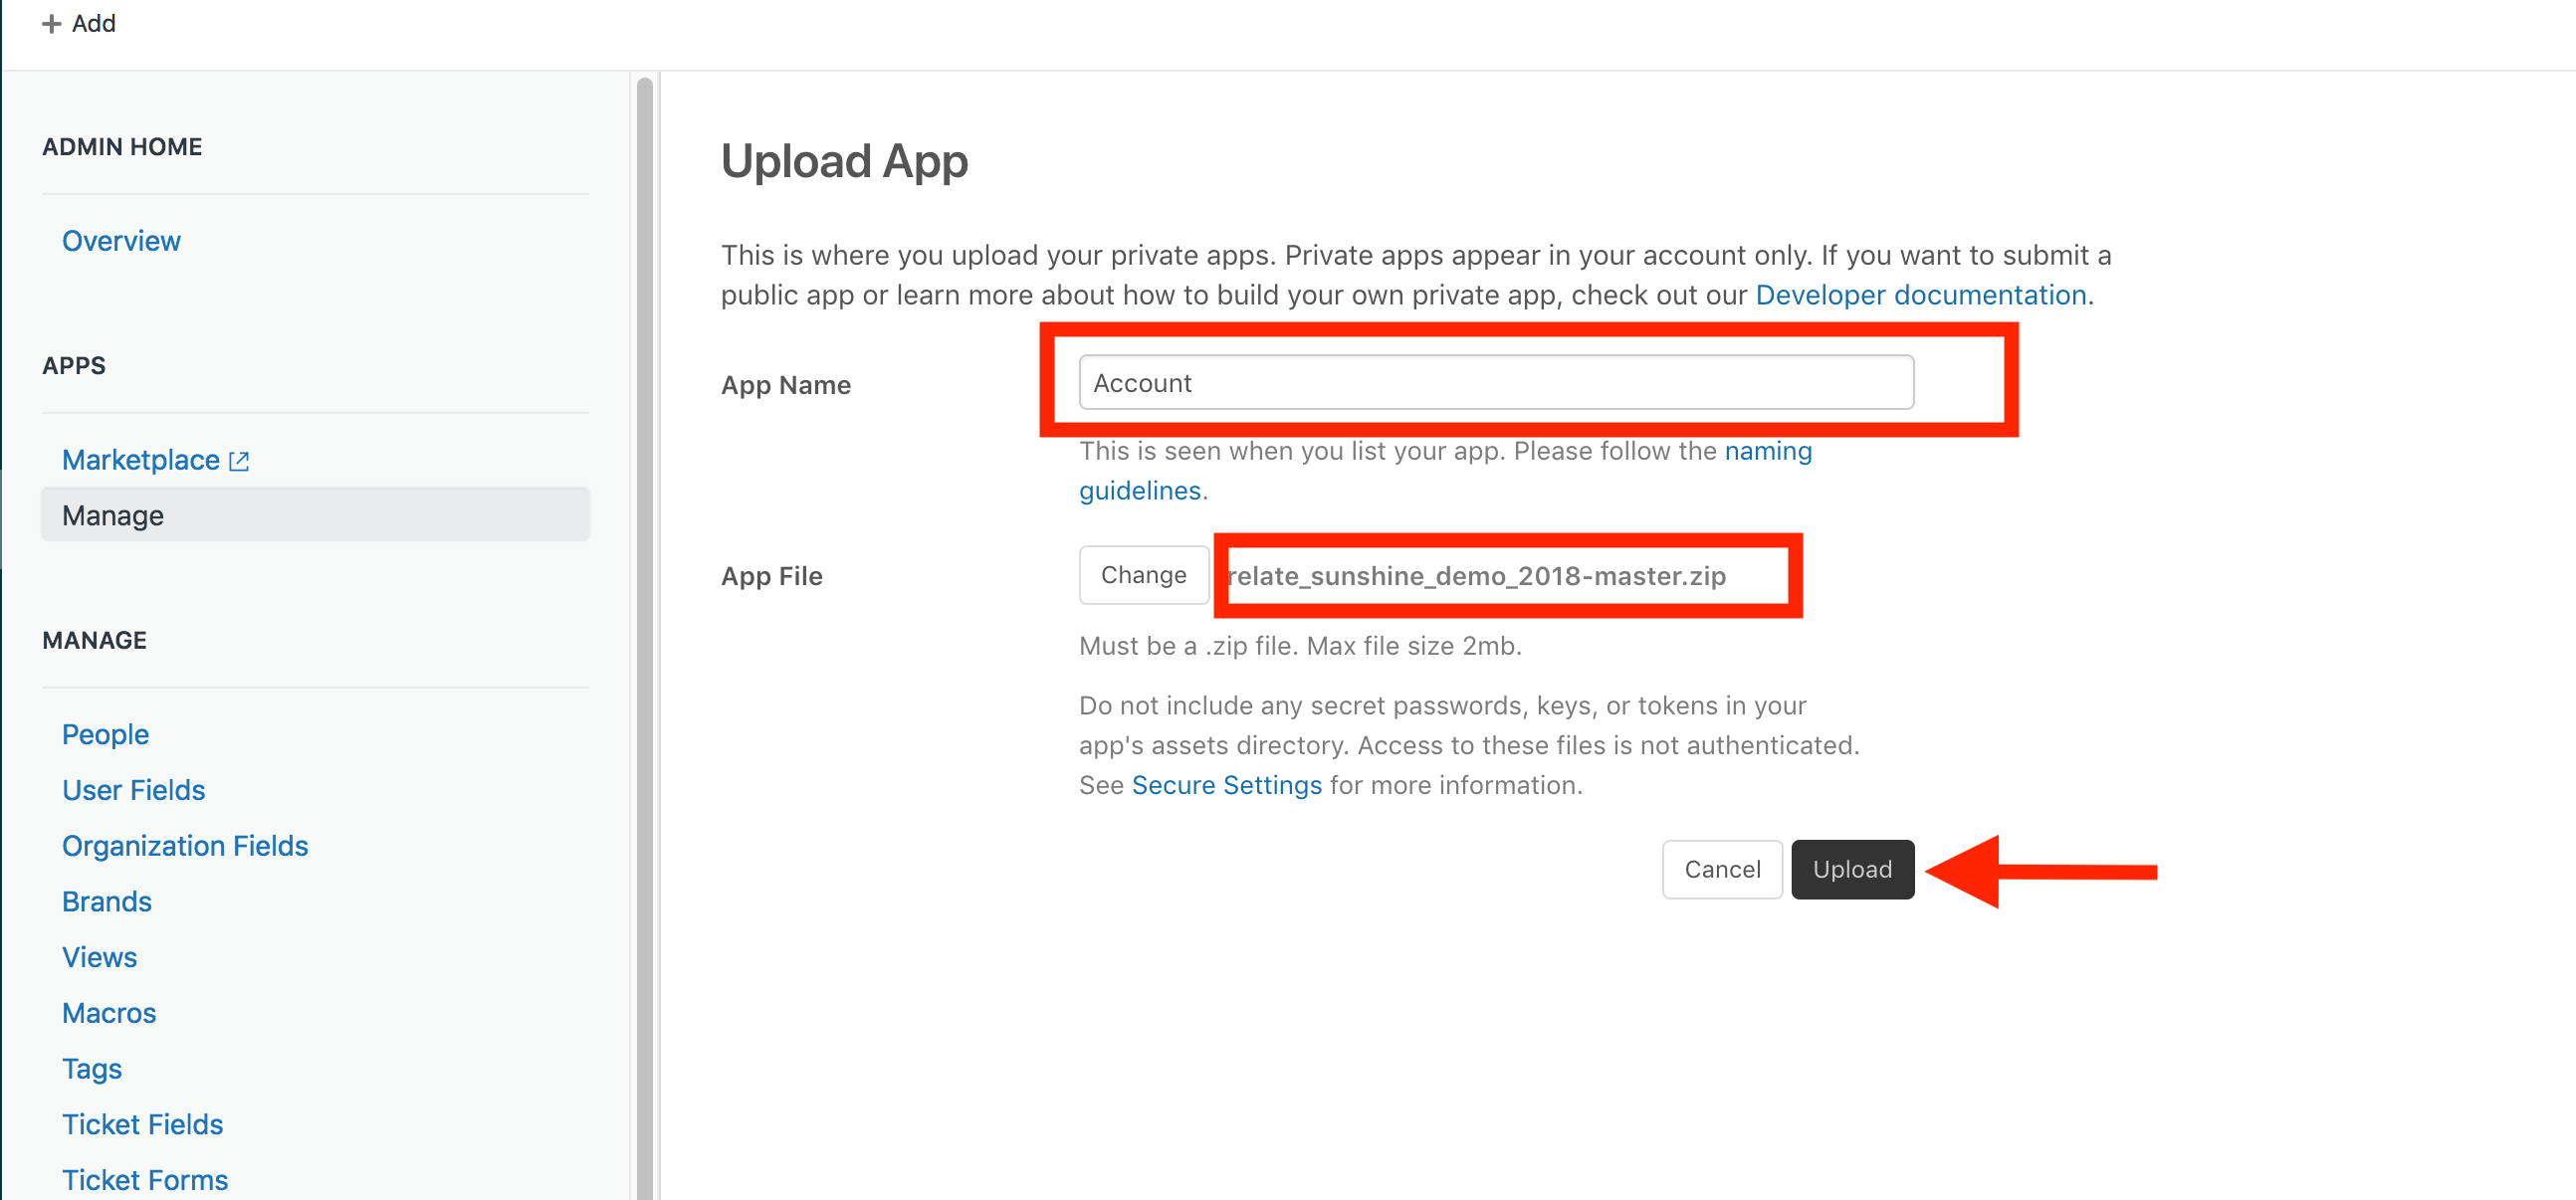 + Add
ADMIN HOME
Overview
APPS
Marketplace
Manage
MANAGE
People
User Fields
Organization Fields
Brands
Views
Macros
Tags
Ticket Fields
Ticket Forms
Upload App
This is where you upload your private apps. Private apps appear in your account only. If you want to submit a
public app or learn more about how to build your own private app, check out our Developer documentation.
App Name
Account
This is seen when you list your app. Please follow the naming
guidelines.
App File
Change
relate_sunshine_demo_2018-master.zip
Must be a .zip file. Max file size 2mb.
Do not include any secret passwords, keys, or tokens in your
app's assets directory. Access to these files is not authenticated.
See Secure Settings for more information.
Cancel
Upload